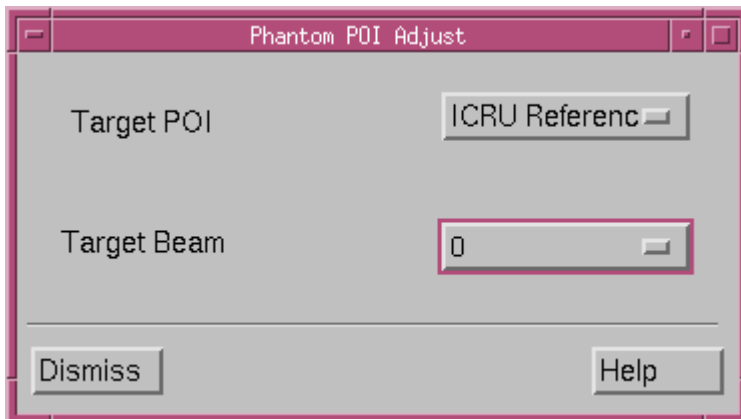 Phantom POI Adjust
Target POI
ICRU Referenc
Target Beam
0
Dismiss
Help